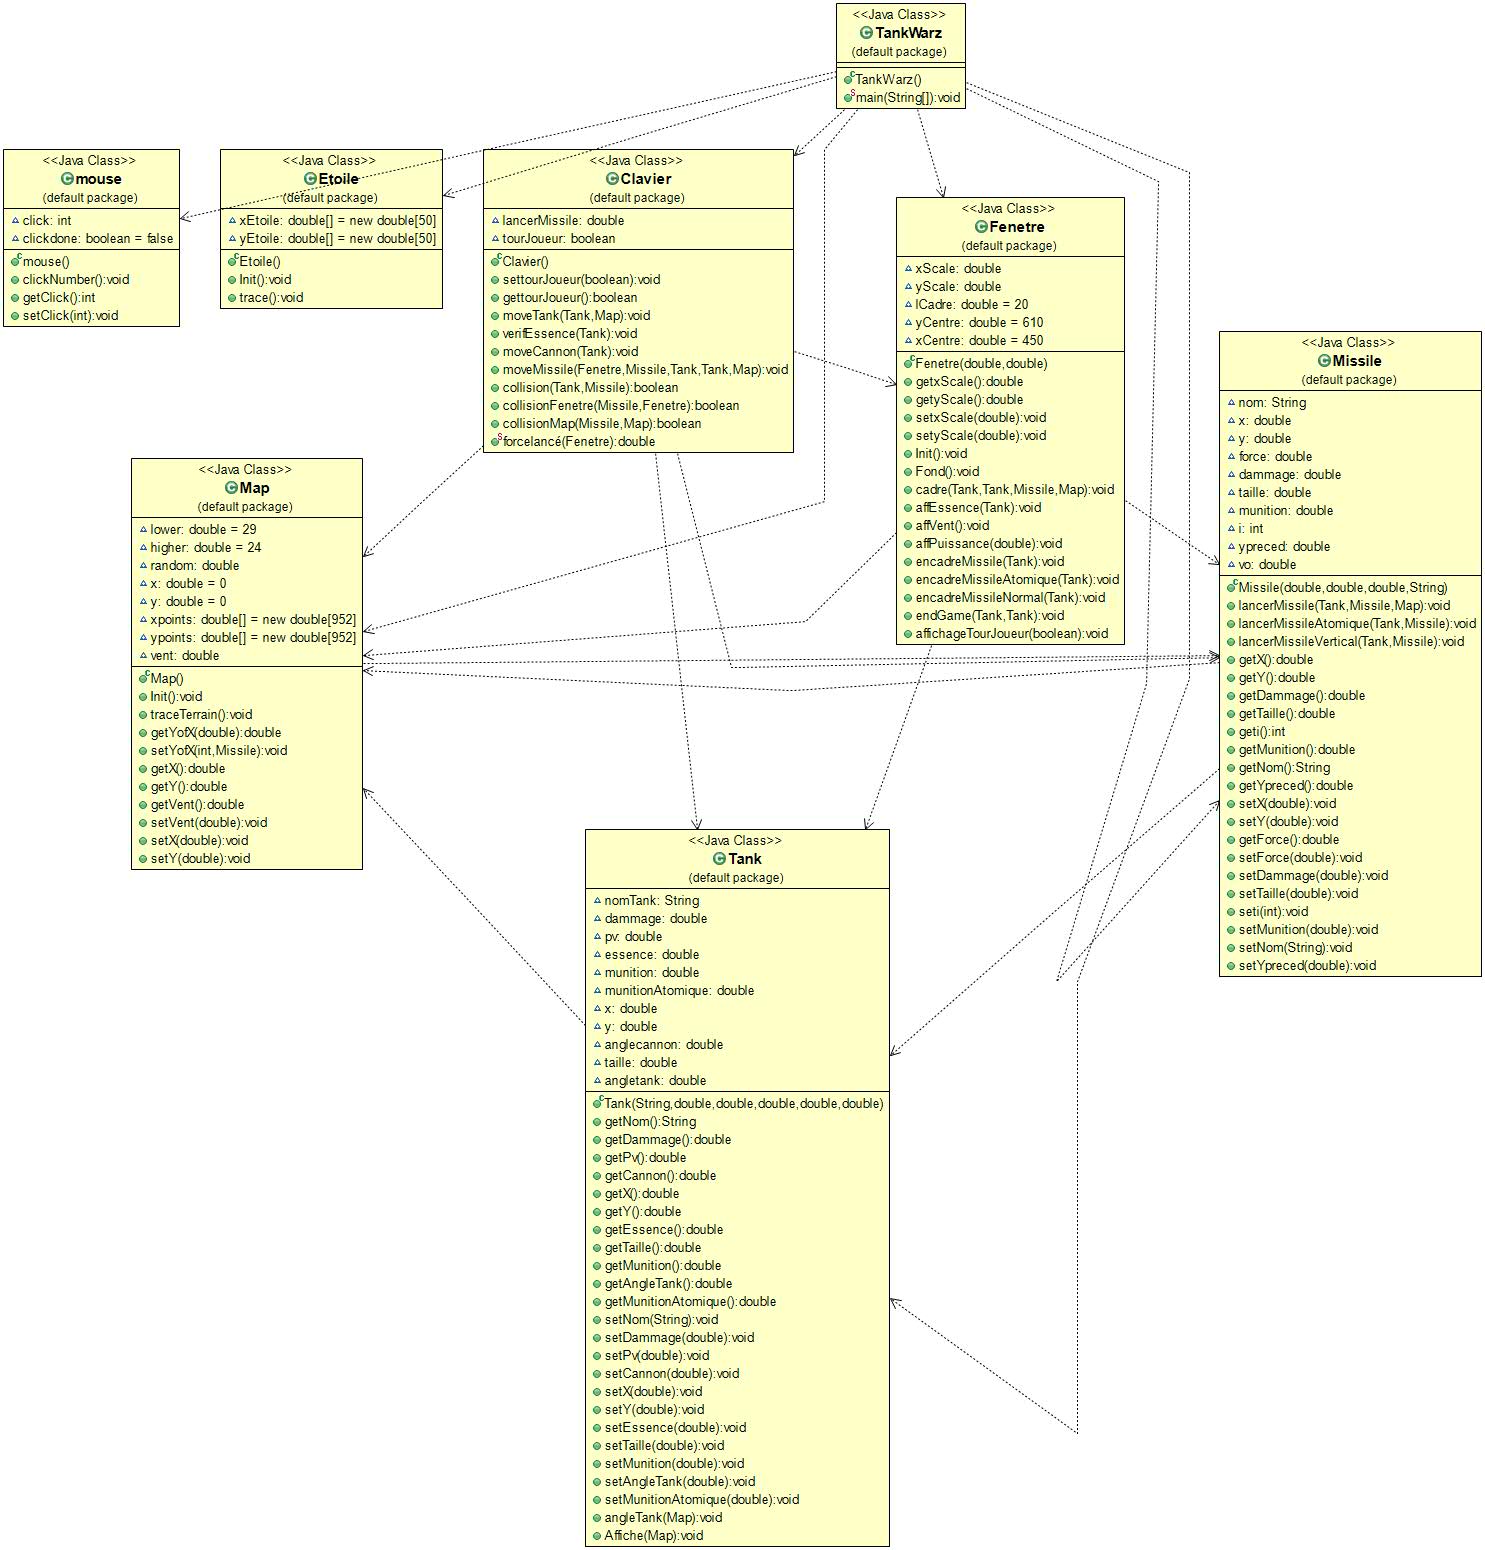 <<Java Class>>
TankWarz
(default package)
TankWarz()
main(String[]):void
<<Java Class>>
mouse
(default package)
click: int
clickdone: boolean = false
mouse()
clickNumber():void
getClick():int
setClick(int):void
<<Java Class>>
Etoile
(default package)
xEtoile: double[] = new double[50]
yEtoile: double[] = new double[50]
Etoile()
Init():void
trace():void
<<Java Class>>
Clavier
(default package)
lancerMissile: double
tourJoueur: boolean
Clavier()
settourJoueur(boolean):void
gettourJoueur():boolean
moveTank(Tank,Map):void
verifEssence(Tank):void
moveCannon(Tank):void
moveMissile(Fenetre,Missile,Tank,Tank,Map):void
collision(Tank,Missile):boolean
collisionFenetre(Missile,Fenetre):boolean
collisionMap(Missile,Map):boolean
forcelancé(Fenetre):double
<<Java Class>>
Fenetre
(default package)
xScale: double
yScale: double
lCadre: double = 20
yCentre: double = 610
xCentre: double = 450
Fenetre(double,double)
getxScale():double
getyScale():double
setxScale(double):void
setyScale(double):void
Init():void
Fond():void
cadre(Tank,Tank,Missile,Map):void
affEssence(Tank):void
affVent():void
affPuissance(double):void
encadreMissile(Tank):void
encadreMissileAtomique(Tank):void
encadreMissileNormal(Tank):void
endGame(Tank,Tank):void
affichageTourJoueur(boolean):void
<<Java Class>>
Missile
(default package)
nom: String
x: double
y: double
force: double
dammage: double
taille: double
munition: double
i: int
ypreced: double
vo: double
Missile(double,double,double,String)
lancerMissile(Tank,Missile,Map):void
lancerMissileAtomique(Tank,Missile):void
lancerMissileVertical(Tank,Missile):void
getX():double
getY():double
getDammage():double
getTaille():double
geti():int
getMunition():double
getNom():String
getYpreced():double
setX(double):void
setY(double):void
getForce():double
setForce(double):void
setDammage(double):void
setTaille(double):void
seti(int):void
setMunition(double):void
setNom(String):void
setYpreced(double):void
<<Java Class>>
Map
(default package)
lower: double = 29
higher: double = 24
random: double
x: double = 0
y: double = 0
xpoints: double[] = new double[952]
ypoints: double[] = new double[952]
vent: double
Map()
Init():void
traceTerrain():void
getYofX(double):double
setYofX(int,Missile):void
getX():double
getY():double
getVent():double
setVent(double):void
setX(double):void
setY(double):void
<<Java Class>>
Tank
(default package)
nomTank: String
dammage: double
pv: double
essence: double
munition: double
munitionAtomique: double
x: double
y: double
anglecannon: double
taille: double
angletank: double
Tank(String,double,double,double,double,double)
getNom():String
getDammage():double
getPv():double
getCannon():double
getX():double
getY():double
getEssence():double
getTaille():double
getMunition():double
getAngleTank():double
getMunitionAtomique():double
setNom(String):void
setDammage(double):void
setPv(double):void
setCannon(double):void
setX(double):void
setY(double):void
setEssence(double):void
setTaille(double):void
setMunition(double):void
setAngleTank(double):void
setMunitionAtomique(double):void
angleTank(Map):void
Affiche(Map):void